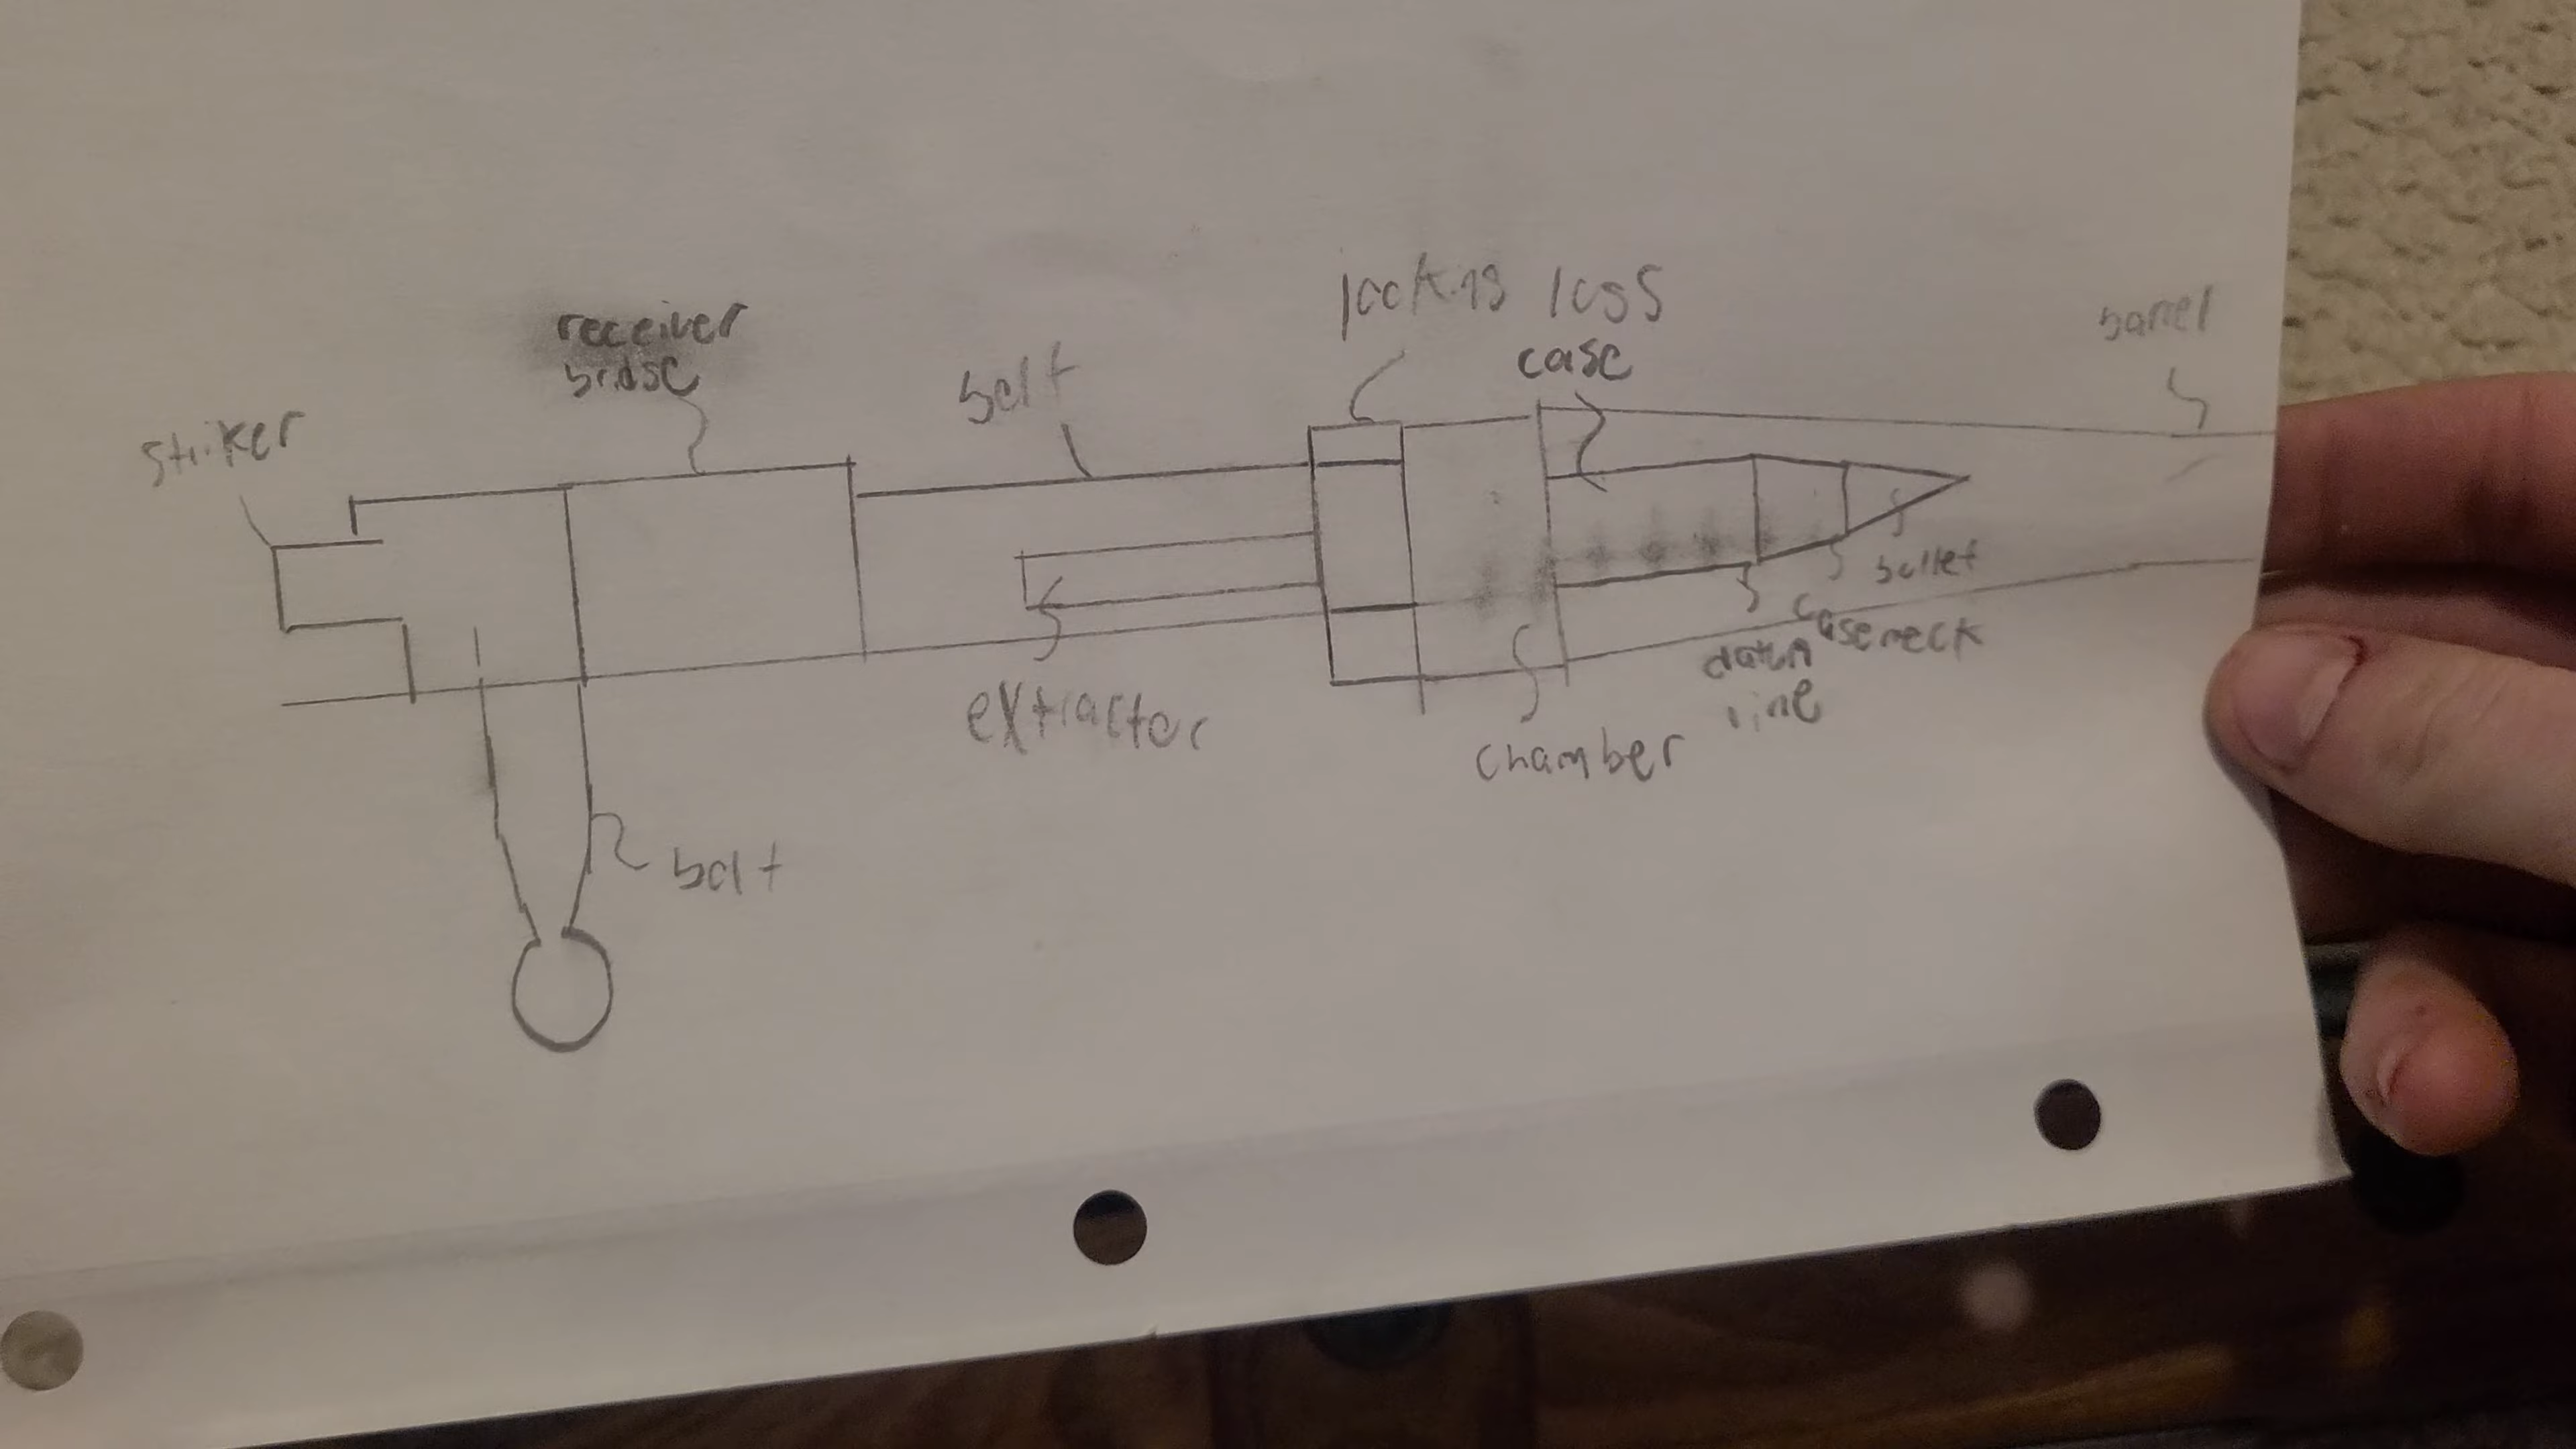 locking lugs
receiver
bridge
case
barrel
bolt
striker
bullet
case neck
datum
line
extractor
chamber
bolt